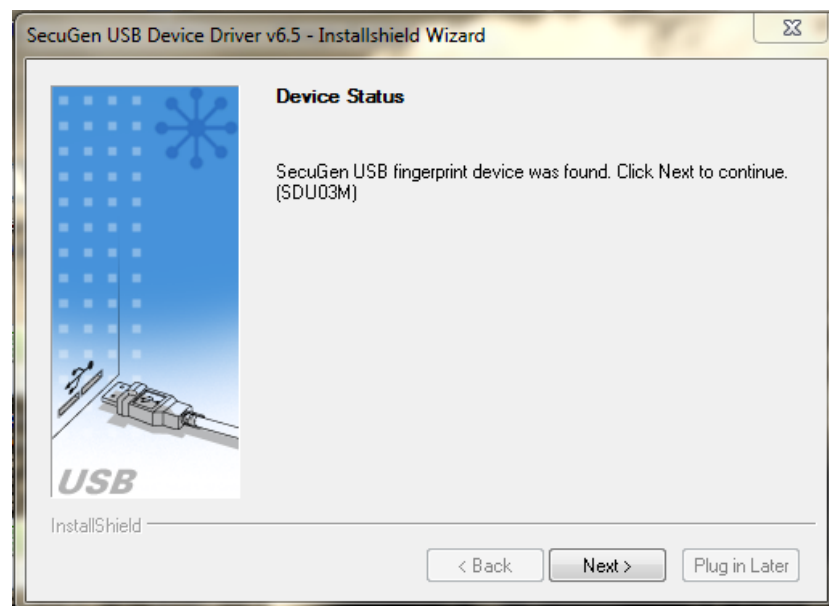 SecuGen USB Device Driver v6.5 - Installshield Wizard
Device Status
SecuGen USB fingerprint device was found. Click Next to continue.
(SDU03M)
USB
InstallShield
< Back
Next >
Plug in Later